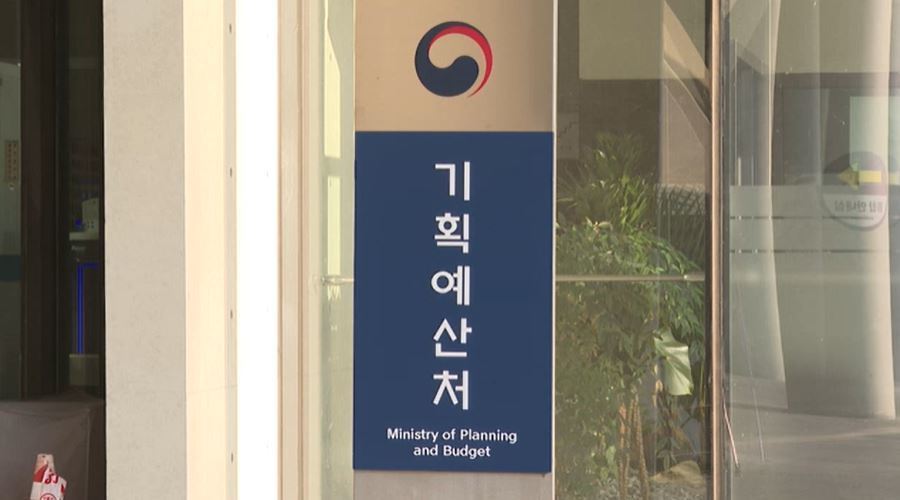 기획예산처
Ministry of Planning
and Budget